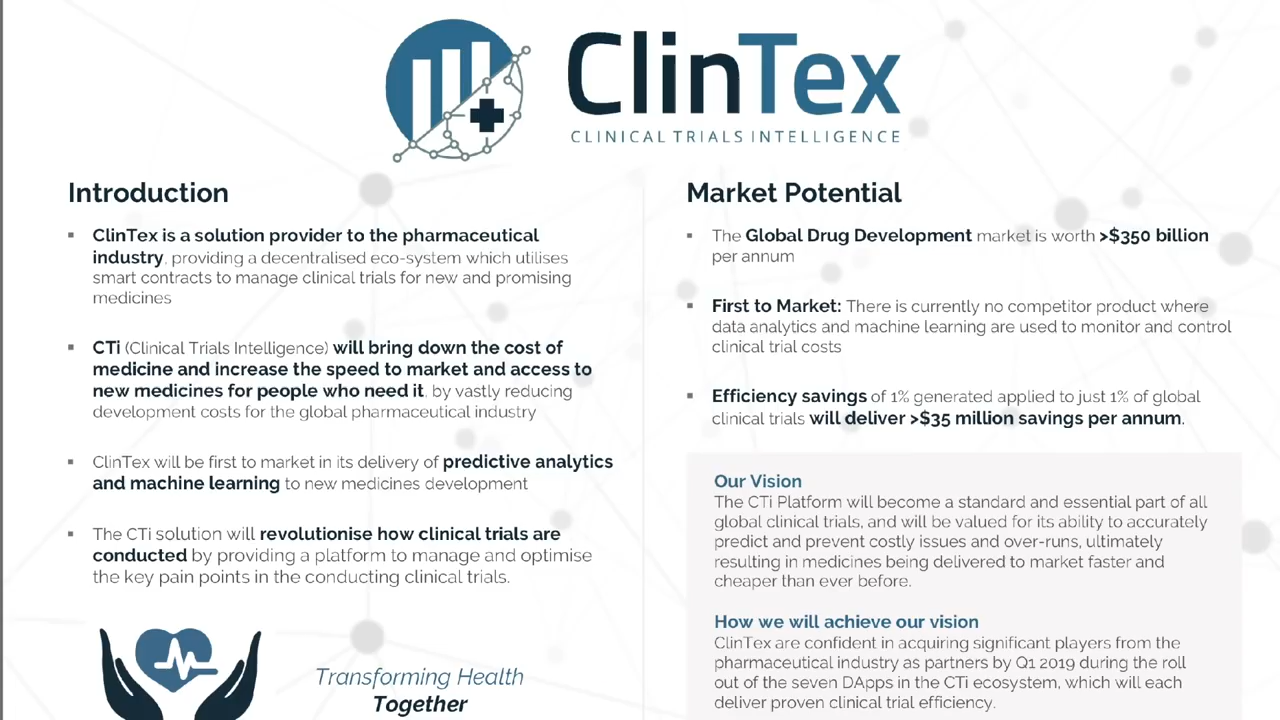 ClinTex
CLINICAL TRIALS INTELLIGENCE
Introduction
▪ ClinTex is a solution provider to the pharmaceutical
industry, providing a decentralised eco-system which utilises
smart contracts to manage clinical trials for new and promising
medicines
▪ CTi (Clinical Trials Intelligence) will bring down the cost of
medicine and increase the speed to market and access to
new medicines for people who need it, by vastly reducing
development costs for the global pharmaceutical industry
▪ ClinTex will be first to market in its delivery of predictive analytics
and machine learning to new medicines development
▪ The CTi solution will revolutionise how clinical trials are
conducted by providing a platform to manage and optimise
the key pain points in the conducting clinical trials.
Transforming Health
Together
Market Potential
▪ The Global Drug Development market is worth >$350 billion
per annum
▪ First to Market: There is currently no competitor product where
data analytics and machine learning are used to monitor and control
clinical trial costs
▪ Efficiency savings of 1% generated applied to just 1% of global
clinical trials will deliver >$35 million savings per annum.
Our Vision
The CTi Platform will become a standard and essential part of all
global clinical trials, and will be valued for its ability to accurately
predict and prevent costly issues and over-runs, ultimately
resulting in medicines being delivered to market faster and
cheaper than ever before.
How we will achieve our vision
ClinTex are confident in acquiring significant players from the
pharmaceutical industry as partners by Q1 2019 during the roll
out of the seven DApps in the CTi ecosystem, which will each
deliver proven clinical trial efficiency.